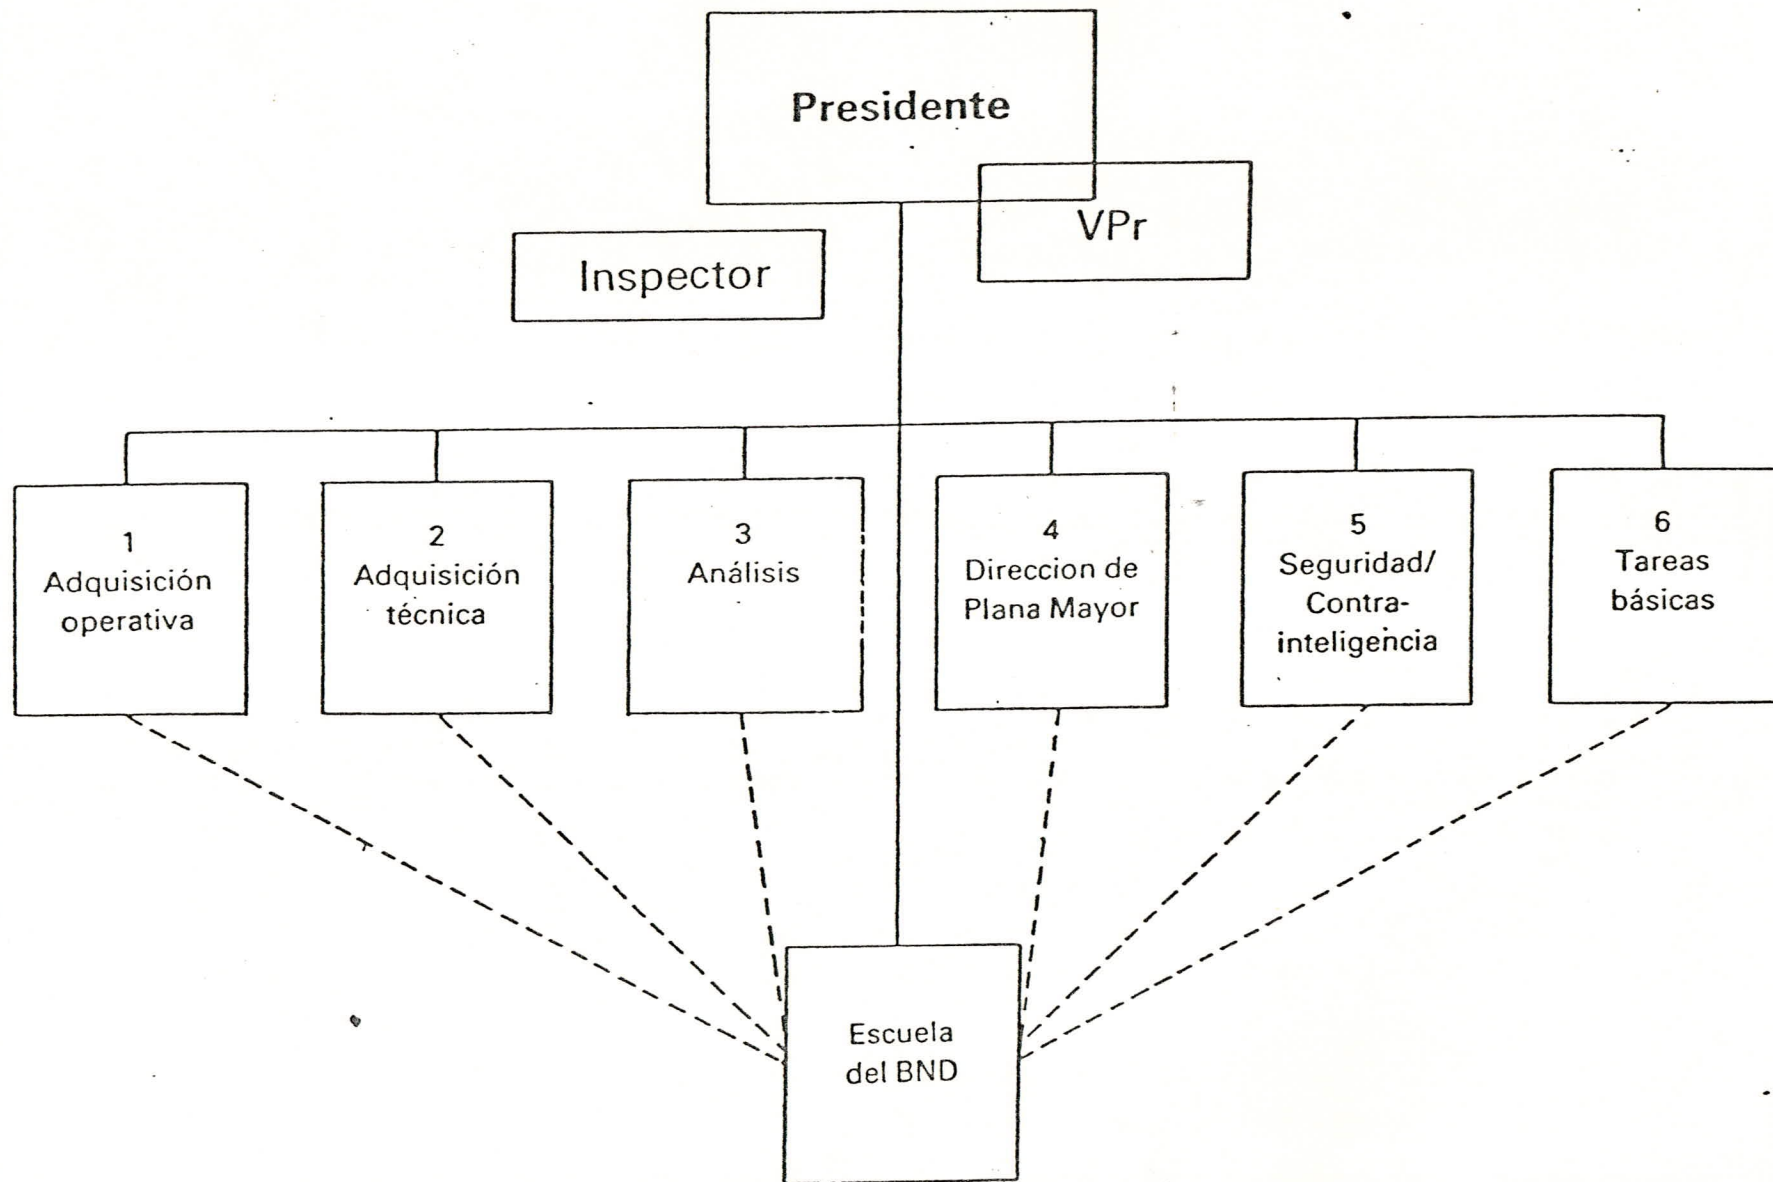 Presidente
VPr
Inspector
1
Adquisición
operativa
2
Adquisición
técnica
3
Análisis
4
Direccion de
Plana Mayor
5
Seguridad/
Contra-
inteligencia
6
Tareas
básicas
Escuela
del BND